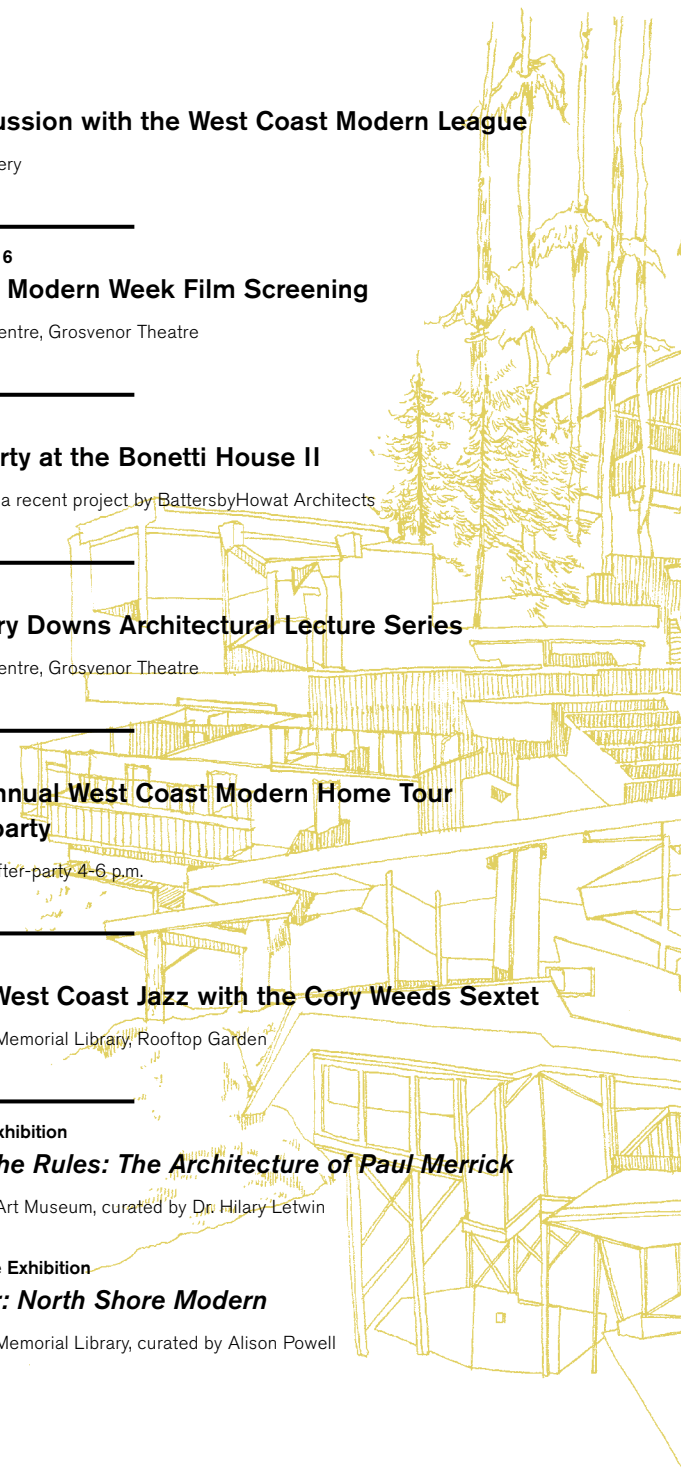 ussion with the West Coast Modern League
ery
6
Modern Week Film Screening
entre, Grosvenor Theatre
rty at the Bonetti House II
a recent project by BattersbyHowat Architects
ry Downs Architectural Lecture Series
entre, Grosvenor Theatre
nnual West Coast Modern Home Tour
party
fter-party 4-6 p.m.
West Coast Jazz with the Cory Weeds Sextet
Memorial Library, Rooftop Garden
xhibition
he Rules: The Architecture of Paul Merrick
Art Museum, curated by Dr. Hilary Letwin
e Exhibition
r: North Shore Modern
Memorial Library, curated by Alison Powell